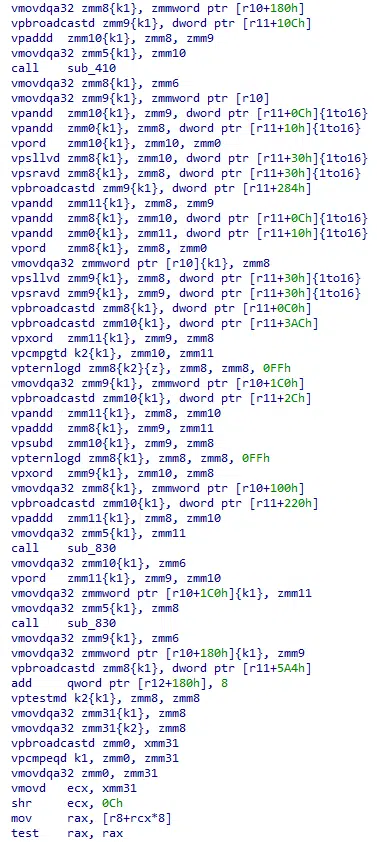 vmovdqa32 zmm8{k1}, zmmword ptr [r10+180h]
vpbroadcastd zmm9{k1}, dword ptr [r11+10Ch]
vpaddd zmm10{k1}, zmm8, zmm9
vmovdqa32 zmm5{k1}, zmm10
call sub_410
vmovdqa32 zmm8{k1}, zmm6
vmovdqa32 zmm9{k1}, zmmword ptr [r10]
vpandd zmm10{k1}, zmm9, dword ptr [r11+0Ch]{1to16}
vpandd zmm0{k1}, zmm8, dword ptr [r11+10h]{1to16}
vpord zmm10{k1}, zmm10, zmm0
vpsllvd zmm8{k1}, zmm10, dword ptr [r11+30h]{1to16}
vpsravd zmm8{k1}, zmm8, dword ptr [r11+30h]{1to16}
vpbroadcastd zmm9{k1}, dword ptr [r11+284h]
vpandd zmm11{k1}, zmm8, zmm9
vpandd zmm8{k1}, zmm10, dword ptr [r11+0Ch]{1to16}
vpandd zmm0{k1}, zmm11, dword ptr [r11+10h]{1to16}
vpord zmm8{k1}, zmm8, zmm0
vmovdqa32 zmmword ptr [r10]{k1}, zmm8
vpsllvd zmm9{k1}, zmm8, dword ptr [r11+30h]{1to16}
vpsravd zmm9{k1}, zmm9, dword ptr [r11+30h]{1to16}
vpbroadcastd zmm8{k1}, dword ptr [r11+0C0h]
vpbroadcastd zmm10{k1}, dword ptr [r11+3ACh]
vpxord zmm11{k1}, zmm9, zmm8
vpcmpgtd k2{k1}, zmm10, zmm11
vpternlogd zmm8{k2}{z}, zmm8, zmm8, 0FFh
vmovdqa32 zmm9{k1}, zmmword ptr [r10+1C0h]
vpbroadcastd zmm10{k1}, dword ptr [r11+2Ch]
vpandd zmm11{k1}, zmm8, zmm10
vpaddd zmm8{k1}, zmm9, zmm11
vpsubd zmm10{k1}, zmm9, zmm8
vpternlogd zmm8{k1}, zmm8, zmm8, 0FFh
vpxord zmm9{k1}, zmm10, zmm8
vmovdqa32 zmm8{k1}, zmmword ptr [r10+100h]
vpbroadcastd zmm10{k1}, dword ptr [r11+220h]
vpaddd zmm11{k1}, zmm8, zmm10
vmovdqa32 zmm5{k1}, zmm11
call sub_830
vmovdqa32 zmm10{k1}, zmm6
vpord zmm11{k1}, zmm9, zmm10
vmovdqa32 zmmword ptr [r10+1C0h]{k1}, zmm11
vmovdqa32 zmm5{k1}, zmm8
call sub_830
vmovdqa32 zmm9{k1}, zmm6
vmovdqa32 zmmword ptr [r10+180h]{k1}, zmm9
vpbroadcastd zmm8{k1}, dword ptr [r11+5A4h]
add qword ptr [r12+180h], 8
vptestmd k2{k1}, zmm8, zmm8
vmovdqa32 zmm31{k1}, zmm8
vmovdqa32 zmm31{k2}, zmm8
vpbroadcastd zmm0, xmm31
vpcmpeqd k1, zmm0, zmm31
vmovdqa32 zmm0, zmm31
vmovd ecx, xmm31
shr ecx, 0Ch
mov rax, [r8+rcx*8]
test rax, rax